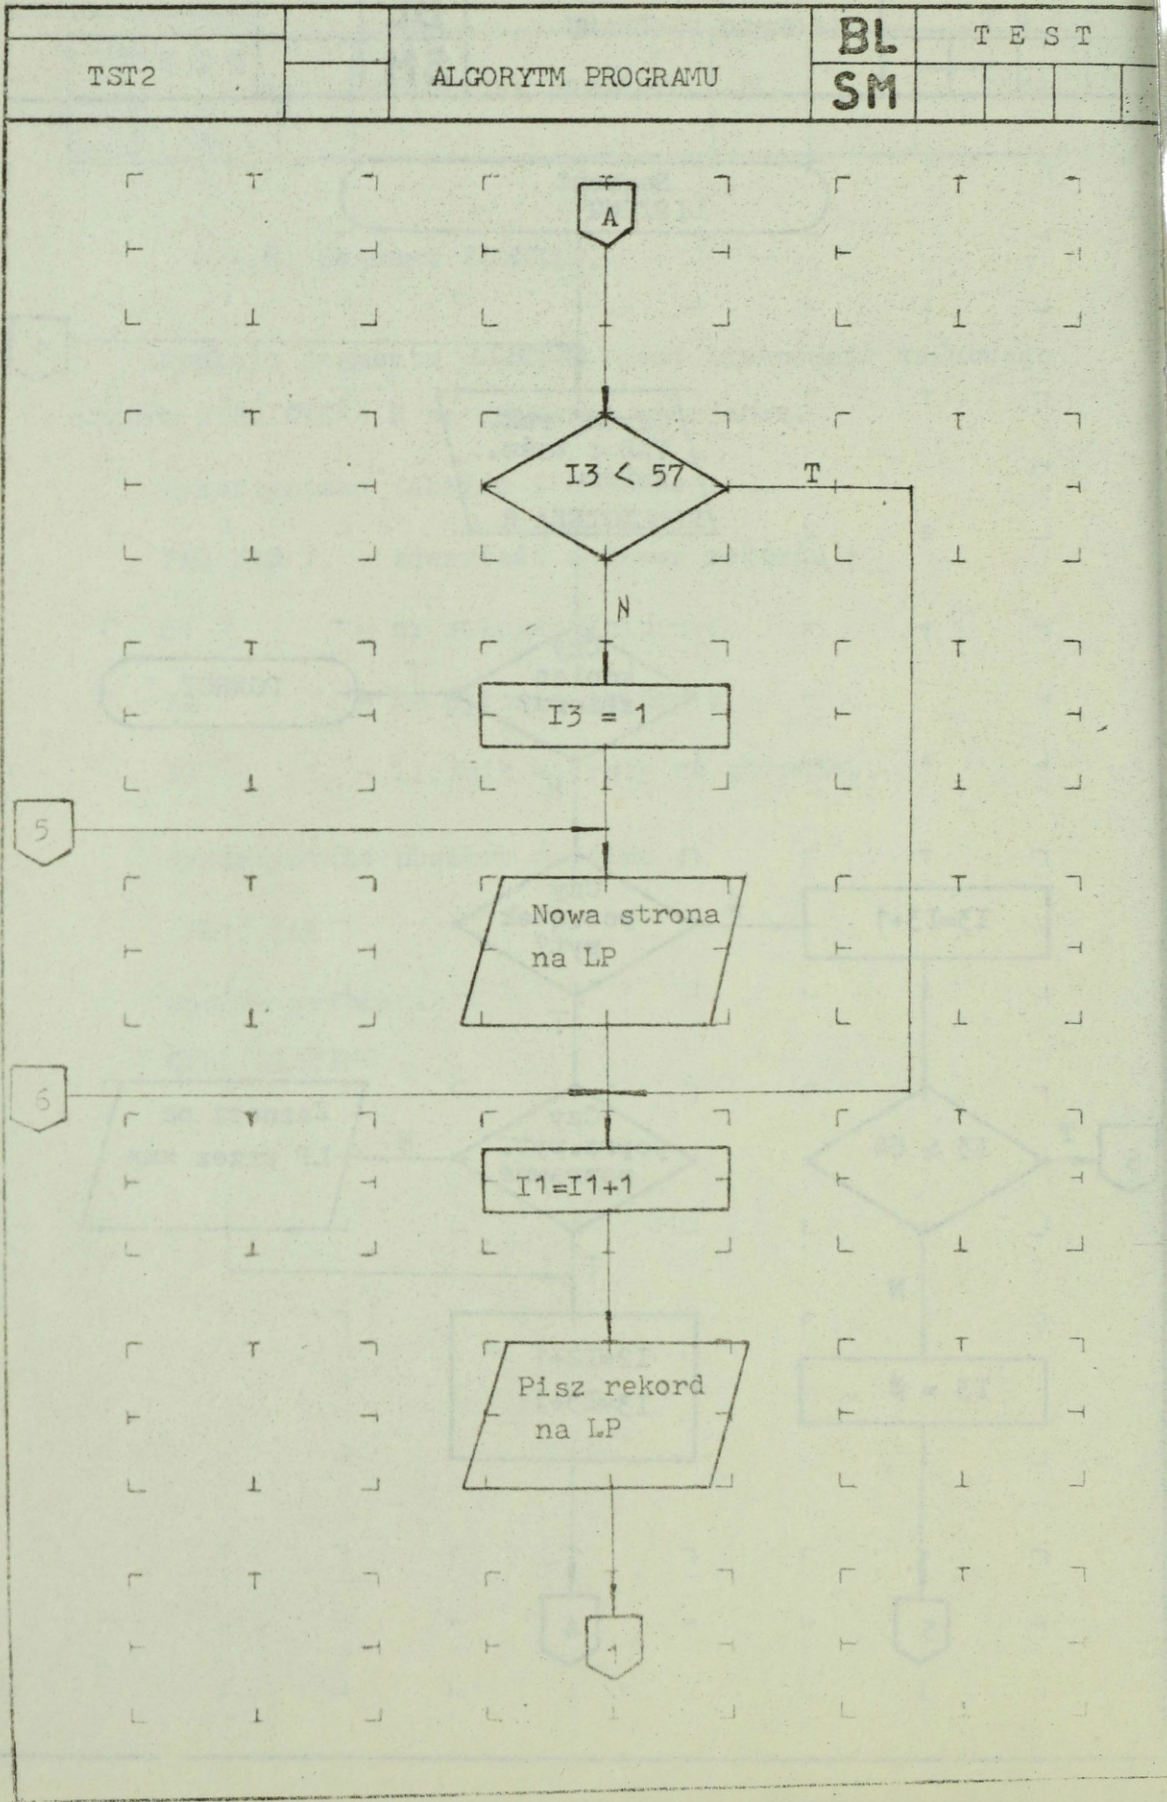 TST2
ALGORYTM PROGRAMU
BL
SM
TEST
A
I3 < 57
T
N
I3 = 1
5
Nowa strona
na LP
6
I1=I1+1
Pisz rekord
na LP
1